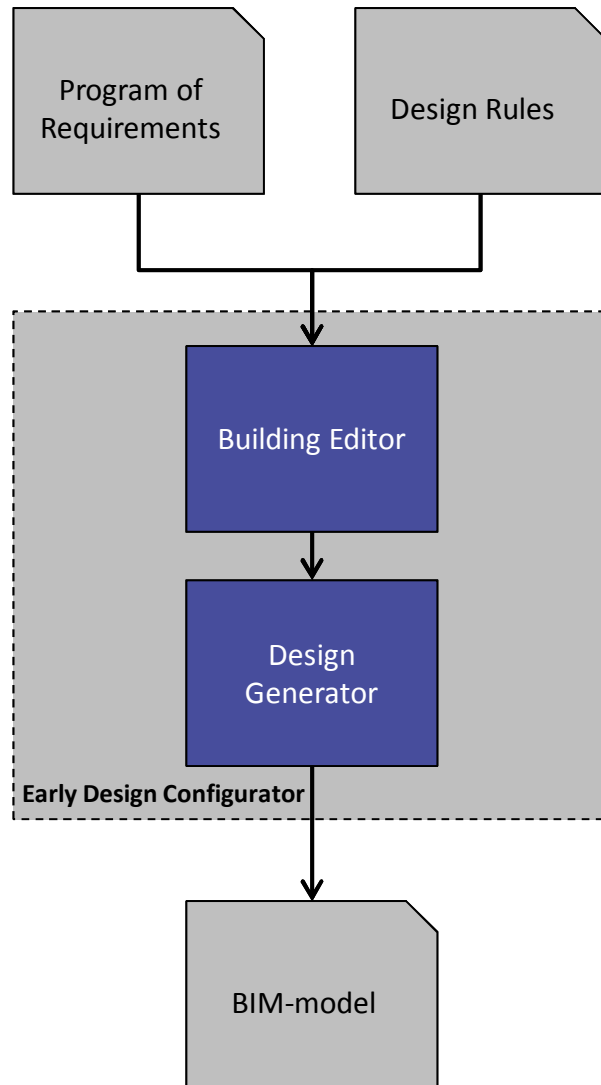 Program of
Requirements
Design Rules
Building Editor
Design
Generator
Early Design Configurator
BIM-model